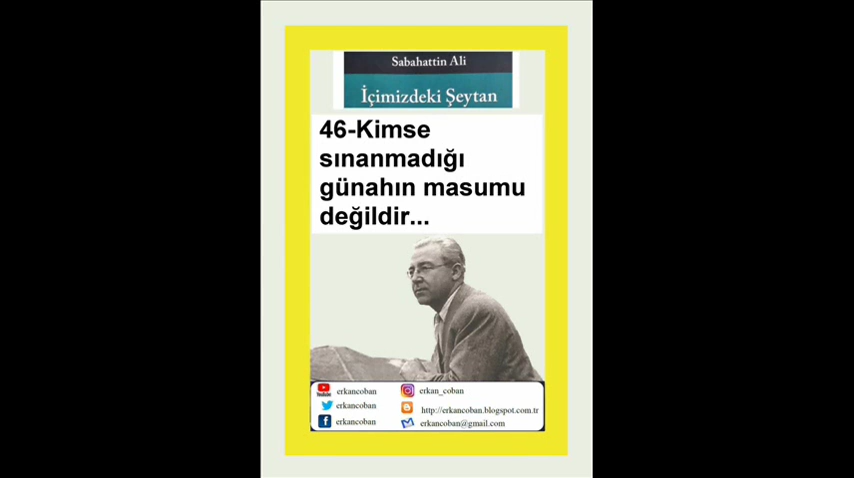 Sabahattin Ali
İçimizdeki Şeytan
46-Kimse
sınanmadığı
günahın masumu
değildir...
YouTube erkancoban
erkan_coban
erkancoban
http://erkancoban.blogspot.com.tr
erkancoban
erkancoban@gmail.com